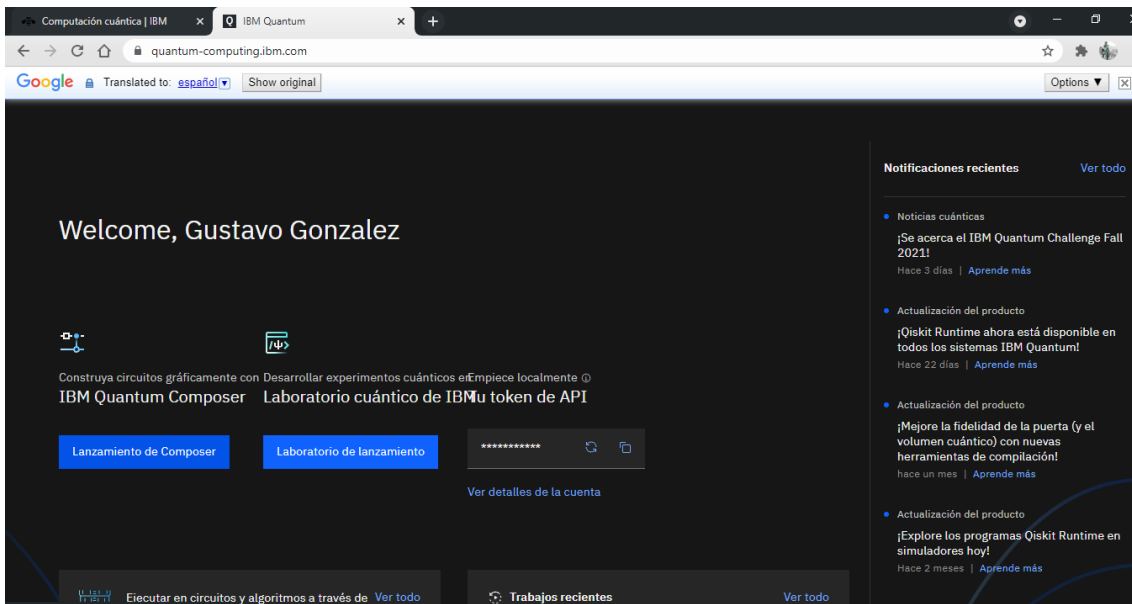 Computación cuántica | IBM
IBM Quantum
quantum-computing.ibm.com
Google Translated to: español Show original Options
Welcome, Gustavo Gonzalez
Construya circuitos gráficamente con
IBM Quantum Composer
Lanzamiento de Composer
Desarrollar experimentos cuánticos en
Laboratorio cuántico de IBM
Laboratorio de lanzamiento
Empiece localmente
Tu token de API
***********
Ver detalles de la cuenta
Ejecutar en circuitos y algoritmos a través de Ver todo
Trabajos recientes Ver todo
Notificaciones recientes Ver todo
Noticias cuánticas
¡Se acerca el IBM Quantum Challenge Fall
2021!
Hace 3 días | Aprende más
Actualización del producto
¡Qiskit Runtime ahora está disponible en
todos los sistemas IBM Quantum!
Hace 22 días | Aprende más
Actualización del producto
¡Mejore la fidelidad de la puerta (y el
volumen cuántico) con nuevas
herramientas de compilación!
hace un mes | Aprende más
Actualización del producto
¡Explore los programas Qiskit Runtime en
simuladores hoy!
Hace 2 meses | Aprende más